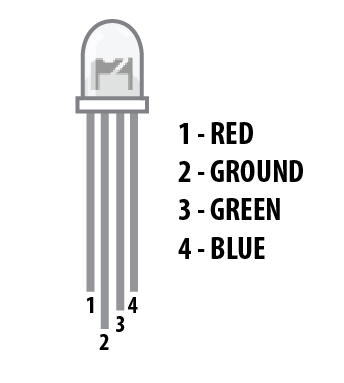 1 - RED
2 - GROUND
3 - GREEN
4 - BLUE
1
2
3
4